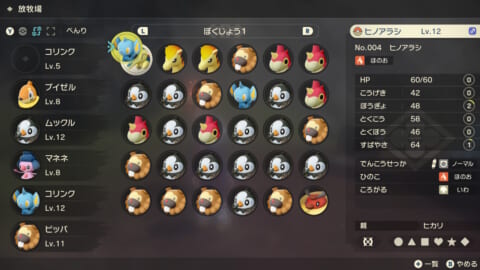 放牧場
Y べんり
コリンク
Lv.5
ブイゼル
Lv.8
ムックル
Lv.12
マネネ
Lv.8
コリンク
Lv.12
ビッパ
Lv.11
L ぼくじょう1 R
ヒノアラシ Lv.12
No.004 ヒノアラシ
ほのお
HP 60/60 0
こうげき 42 0
ぼうぎょ 48 2
とくこう 58 0
とくぼう 46 0
すばやさ 64 1
でんこうせっか ノーマル
ひのこ ほのお
ころがる いわ
親 ヒカリ
一覧 B やめる